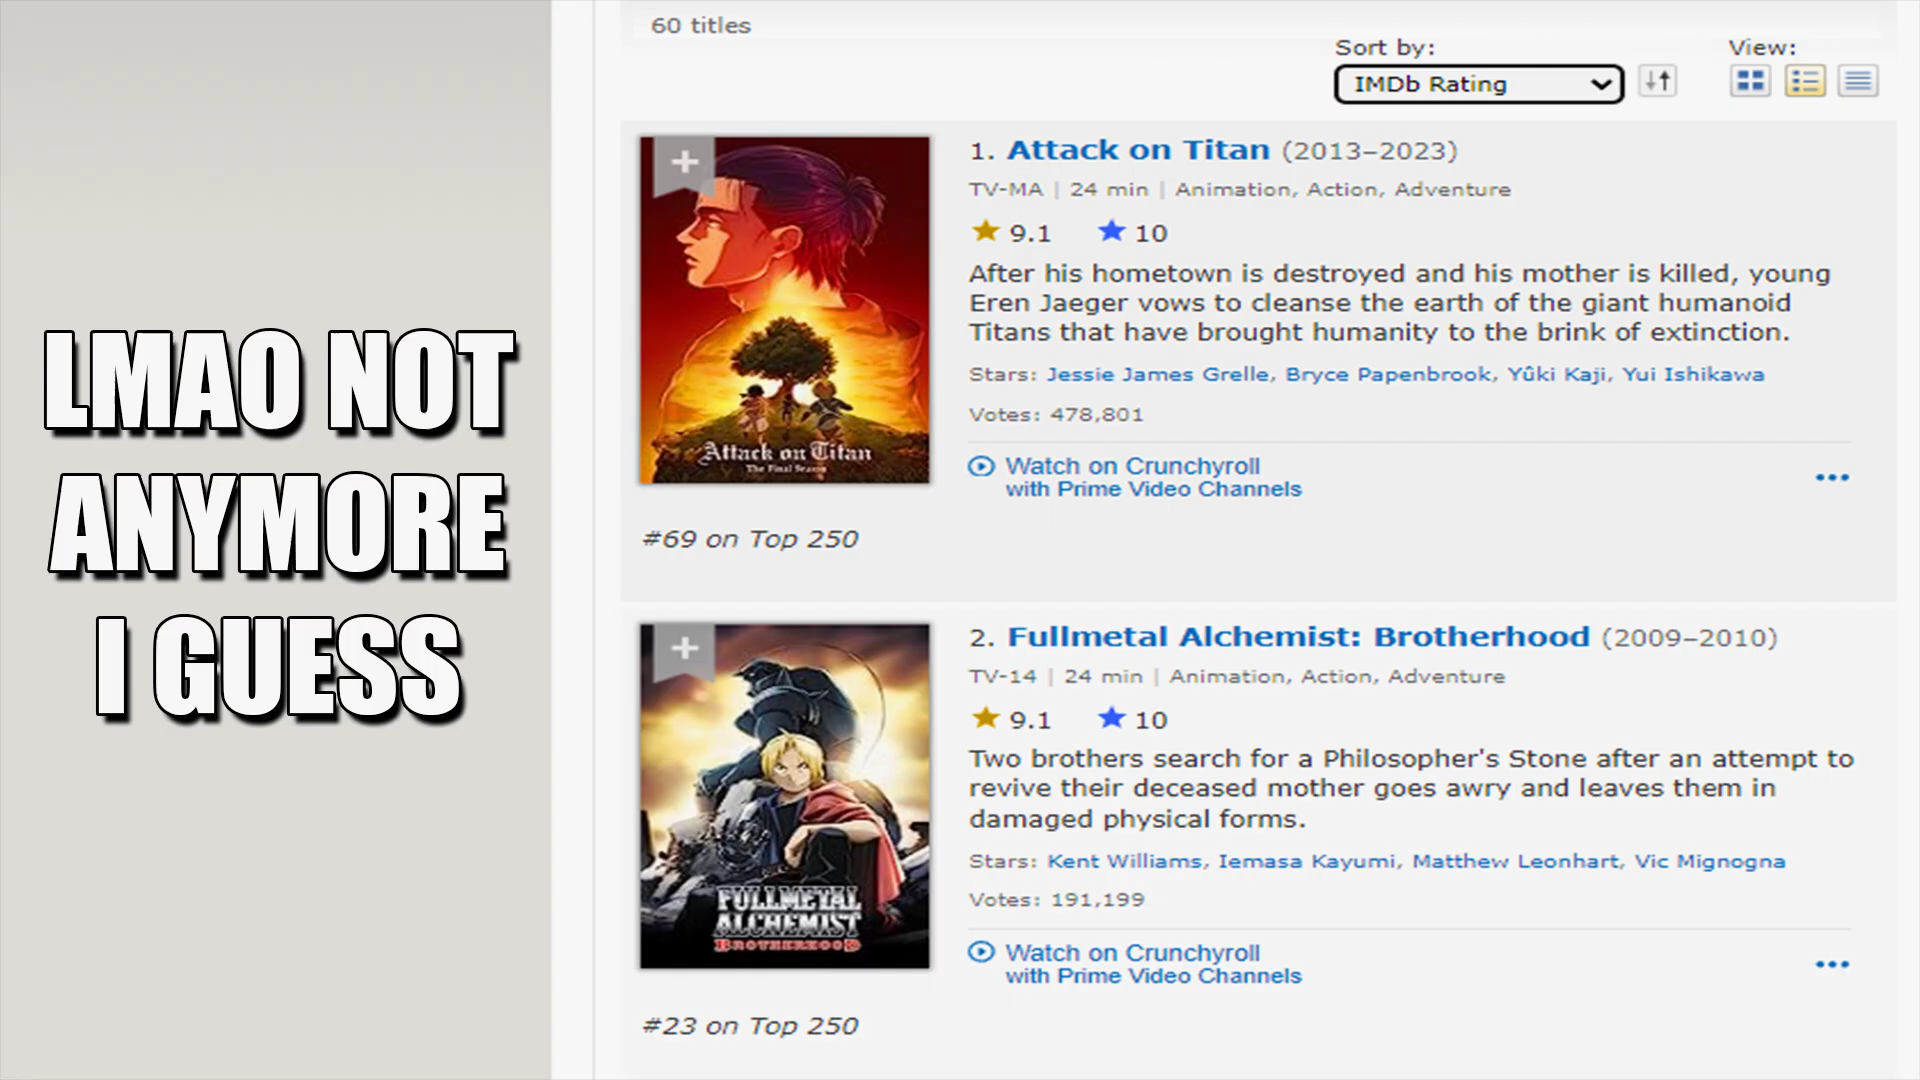 LMAO NOT
ANYMORE
I GUESS
60 titles
Sort by:
IMDb Rating
View:
1. Attack on Titan (2013–2023)
TV-MA | 24 min | Animation, Action, Adventure
9.1 10
After his hometown is destroyed and his mother is killed, young
Eren Jaeger vows to cleanse the earth of the giant humanoid
Titans that have brought humanity to the brink of extinction.
Stars: Jessie James Grelle, Bryce Papenbrook, Yûki Kaji, Yui Ishikawa
Votes: 478,801
Watch on Crunchyroll
with Prime Video Channels
Attack on Titan
The Final Season
#69 on Top 250
2. Fullmetal Alchemist: Brotherhood (2009–2010)
TV-14 | 24 min | Animation, Action, Adventure
9.1 10
Two brothers search for a Philosopher's Stone after an attempt to
revive their deceased mother goes awry and leaves them in
damaged physical forms.
Stars: Kent Williams, Iemasa Kayumi, Matthew Leonhart, Vic Mignogna
Votes: 191,199
Watch on Crunchyroll
with Prime Video Channels
FULLMETAL
ALCHEMIST
BROTHERHOOD
#23 on Top 250